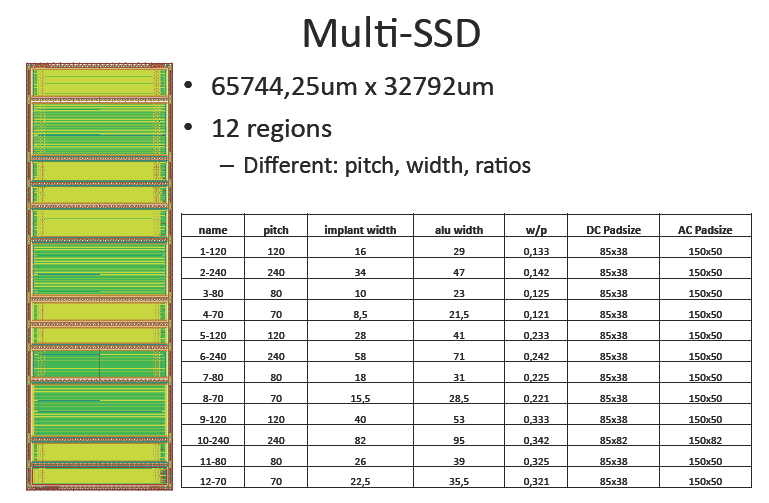 Multi-SSD
• 65744,25um x 32792um
• 12 regions
– Different: pitch, width, ratios
name pitch implant width alu width w/p DC Padsize AC Padsize
1-120 120 16 29 0,133 85x38 150x50
2-240 240 34 47 0,142 85x38 150x50
3-80 80 10 23 0,125 85x38 150x50
4-70 70 8,5 21,5 0,121 85x38 150x50
5-120 120 28 41 0,233 85x38 150x50
6-240 240 58 71 0,242 85x38 150x50
7-80 80 18 31 0,225 85x38 150x50
8-70 70 15,5 28,5 0,221 85x38 150x50
9-120 120 40 53 0,333 85x38 150x50
10-240 240 82 95 0,342 85x82 150x82
11-80 80 26 39 0,325 85x38 150x50
12-70 70 22,5 35,5 0,321 85x38 150x50